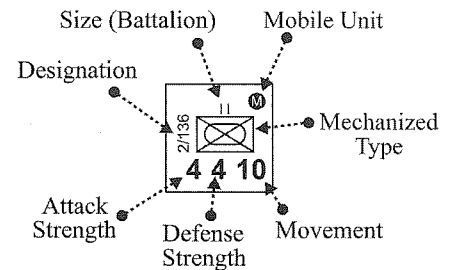 Size (Battalion)
Mobile Unit
Designation
II
M
2/136
Mechanized
Type
4 4 10
Attack
Strength
Defense
Strength
Movement